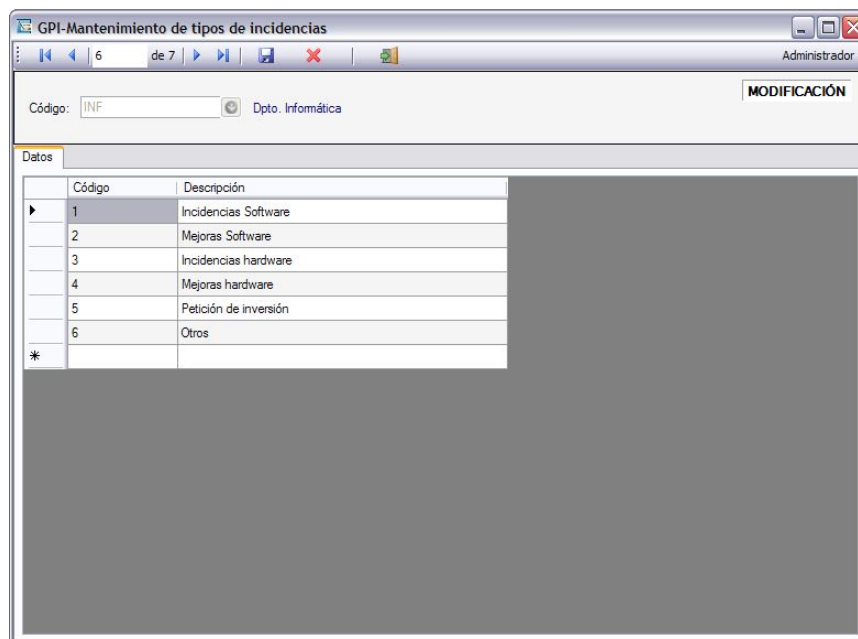 GPI-Mantenimiento de tipos de incidencias
6 de 7 Administrador
MODIFICACIÓN
Código: INF Dpto. Informática
Datos
Código Descripción
1 Incidencias Software
2 Mejoras Software
3 Incidencias hardware
4 Mejoras hardware
5 Petición de inversión
6 Otros